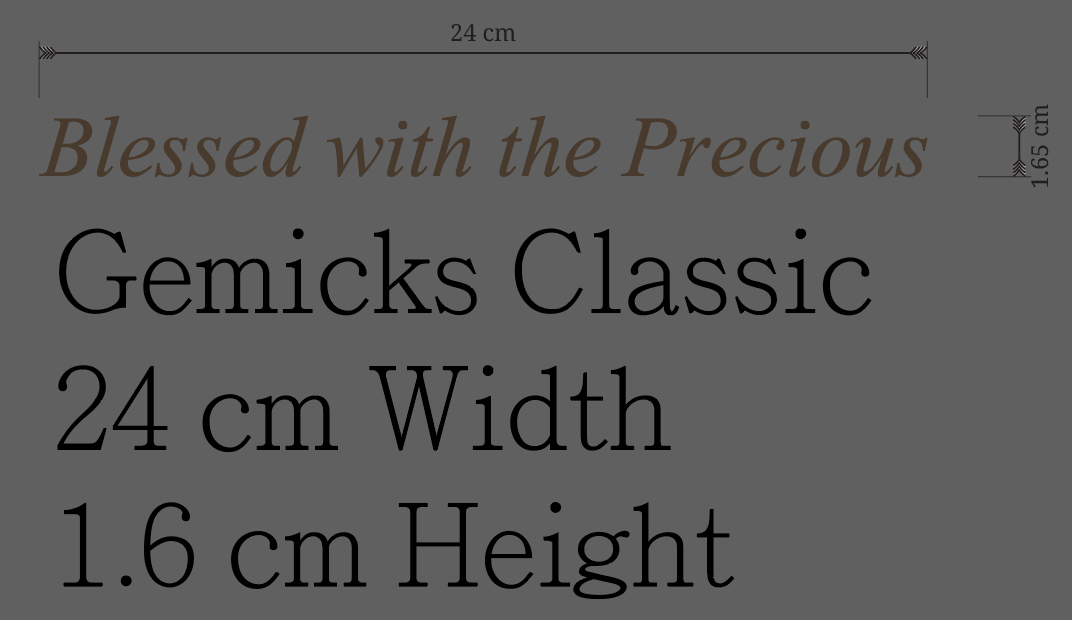 24 cm
Blessed with the Precious
1.65 cm
Gemicks Classic
24 cm Width
1.6 cm Height